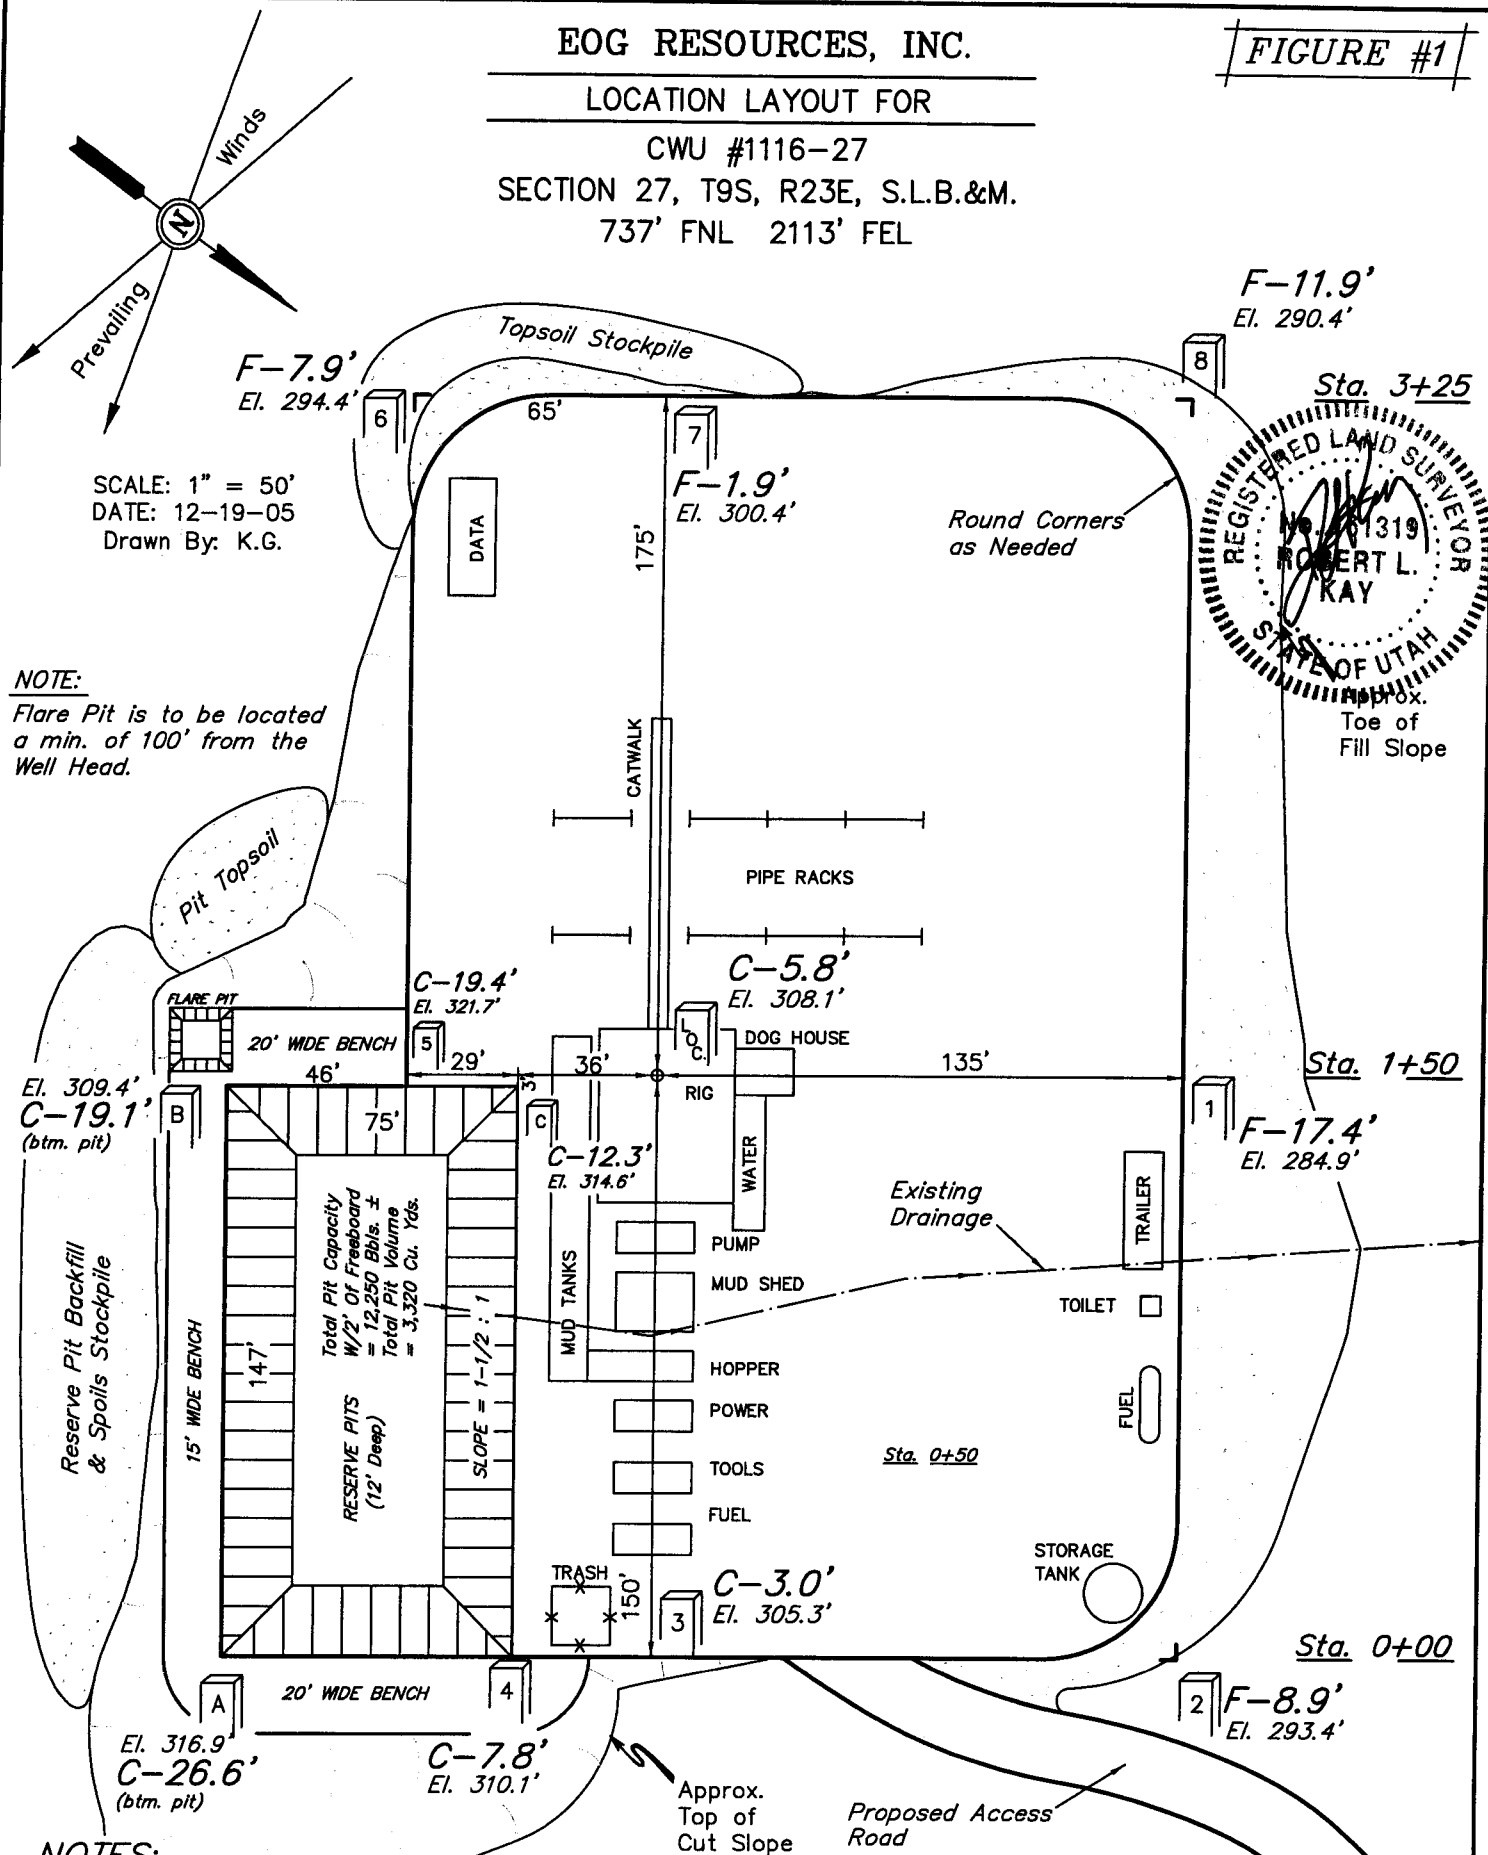 EOG RESOURCES, INC.
FIGURE #1
LOCATION LAYOUT FOR
CWU #1116-27
SECTION 27, T9S, R23E, S.L.B.&M.
737' FNL 2113' FEL
Winds
N
Prevailing
SCALE: 1" = 50'
DATE: 12-19-05
Drawn By: K.G.
F-11.9'
El. 290.4'
8
Sta. 3+25
Topsoil Stockpile
F-7.9'
El. 294.4'
6
65'
7
F-1.9'
El. 300.4'
175'
DATA
Round Corners
as Needed
REGISTERED LAND SURVEYOR
ROBERT L.
KAY
STATE OF UTAH
Approx.
Toe of
Fill Slope
NOTE:
Flare Pit is to be located
a min. of 100' from the
Well Head.
CATWALK
PIPE RACKS
Pit Topsoil
C-19.4'
El. 321.7'
5
C-5.8'
El. 308.1'
LOC.
DOG HOUSE
FLARE PIT
20' WIDE BENCH
46'
29'
3'
36'
RIG
135'
Sta. 1+50
El. 309.4'
C-19.1'
(btm. pit)
B
75'
C
C-12.3'
El. 314.6'
WATER
1
F-17.4'
El. 284.9'
TRAILER
Existing
Drainage
Total Pit Capacity
W/2' Of Freeboard
= 12,250 Bbls. ±
Total Pit Volume
= 3,320 Cu. Yds.
RESERVE PITS
(12' Deep)
SLOPE = 1-1/2 : 1
147'
15' WIDE BENCH
Reserve Pit Backfill
& Spoils Stockpile
MUD TANKS
PUMP
MUD SHED
TOILET
HOPPER
POWER
FUEL
TOOLS
Sta. 0+50
FUEL
STORAGE
TANK
TRASH
150'
3
C-3.0'
El. 305.3'
Sta. 0+00
A
20' WIDE BENCH
4
2
F-8.9'
El. 293.4'
El. 316.9'
C-26.6'
(btm. pit)
C-7.8'
El. 310.1'
Approx.
Top of
Cut Slope
Proposed Access
Road
NOTES: